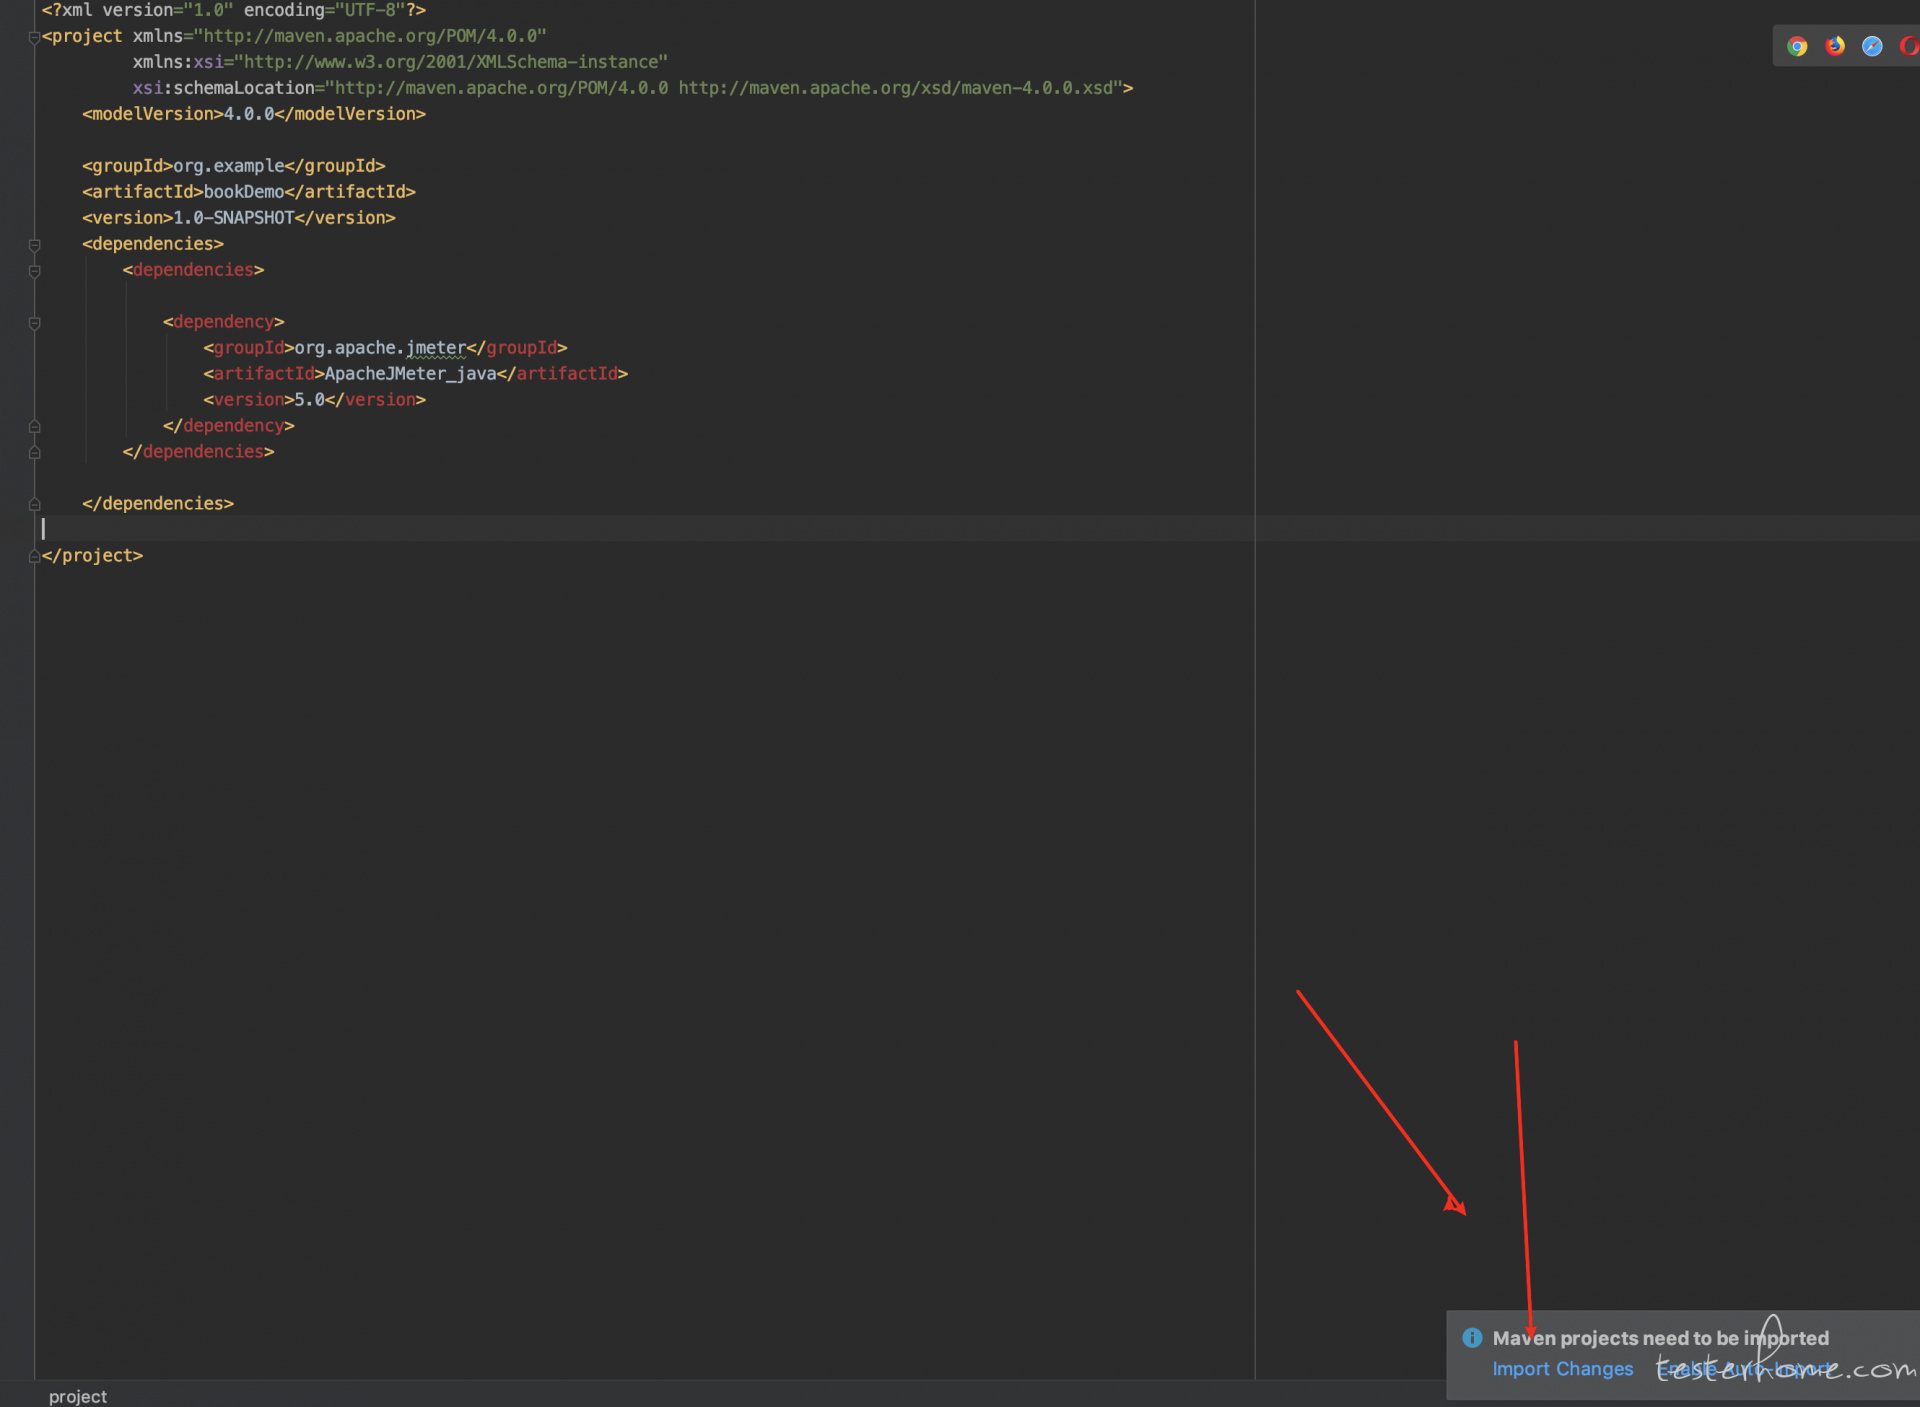 <?xml version="1.0" encoding="UTF-8"?>
<project xmlns="http://maven.apache.org/POM/4.0.0"
         xmlns:xsi="http://www.w3.org/2001/XMLSchema-instance"
         xsi:schemaLocation="http://maven.apache.org/POM/4.0.0 http://maven.apache.org/xsd/maven-4.0.0.xsd">
    <modelVersion>4.0.0</modelVersion>
    <groupId>org.example</groupId>
    <artifactId>bookDemo</artifactId>
    <version>1.0-SNAPSHOT</version>
    <dependencies>
        <dependencies>
            <dependency>
                <groupId>org.apache.jmeter</groupId>
                <artifactId>ApacheJMeter_java</artifactId>
                <version>5.0</version>
            </dependency>
        </dependencies>
    </dependencies>
</project>
Maven projects need to be imported
Import Changes Enable Auto-Import
testerhome.com
project